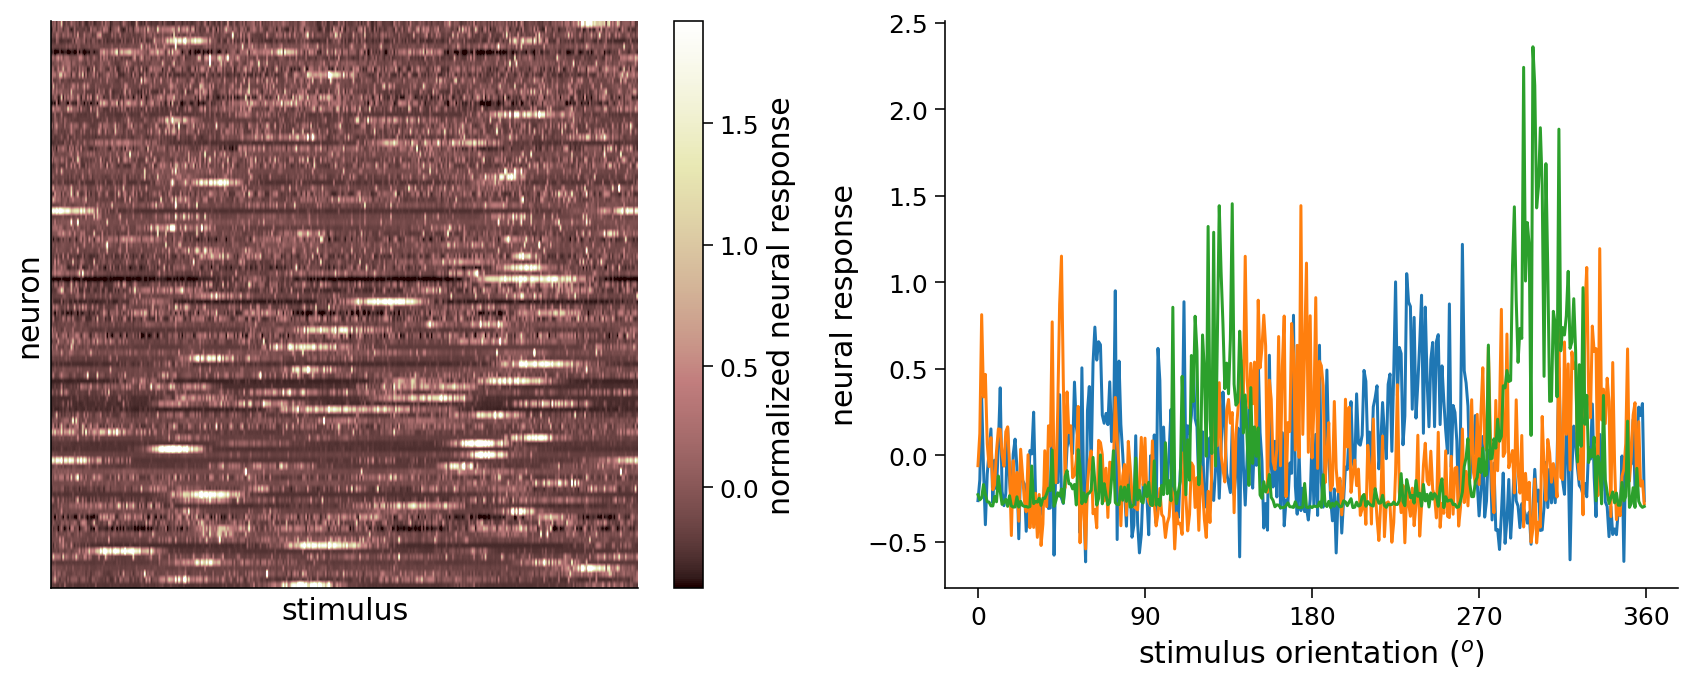 neuron
stimulus
1.5
1.0
0.5
0.0
normalized neural response
neural response
2.5
2.0
1.5
1.0
0.5
0.0
−0.5
0 90 180 270 360
stimulus orientation (o)